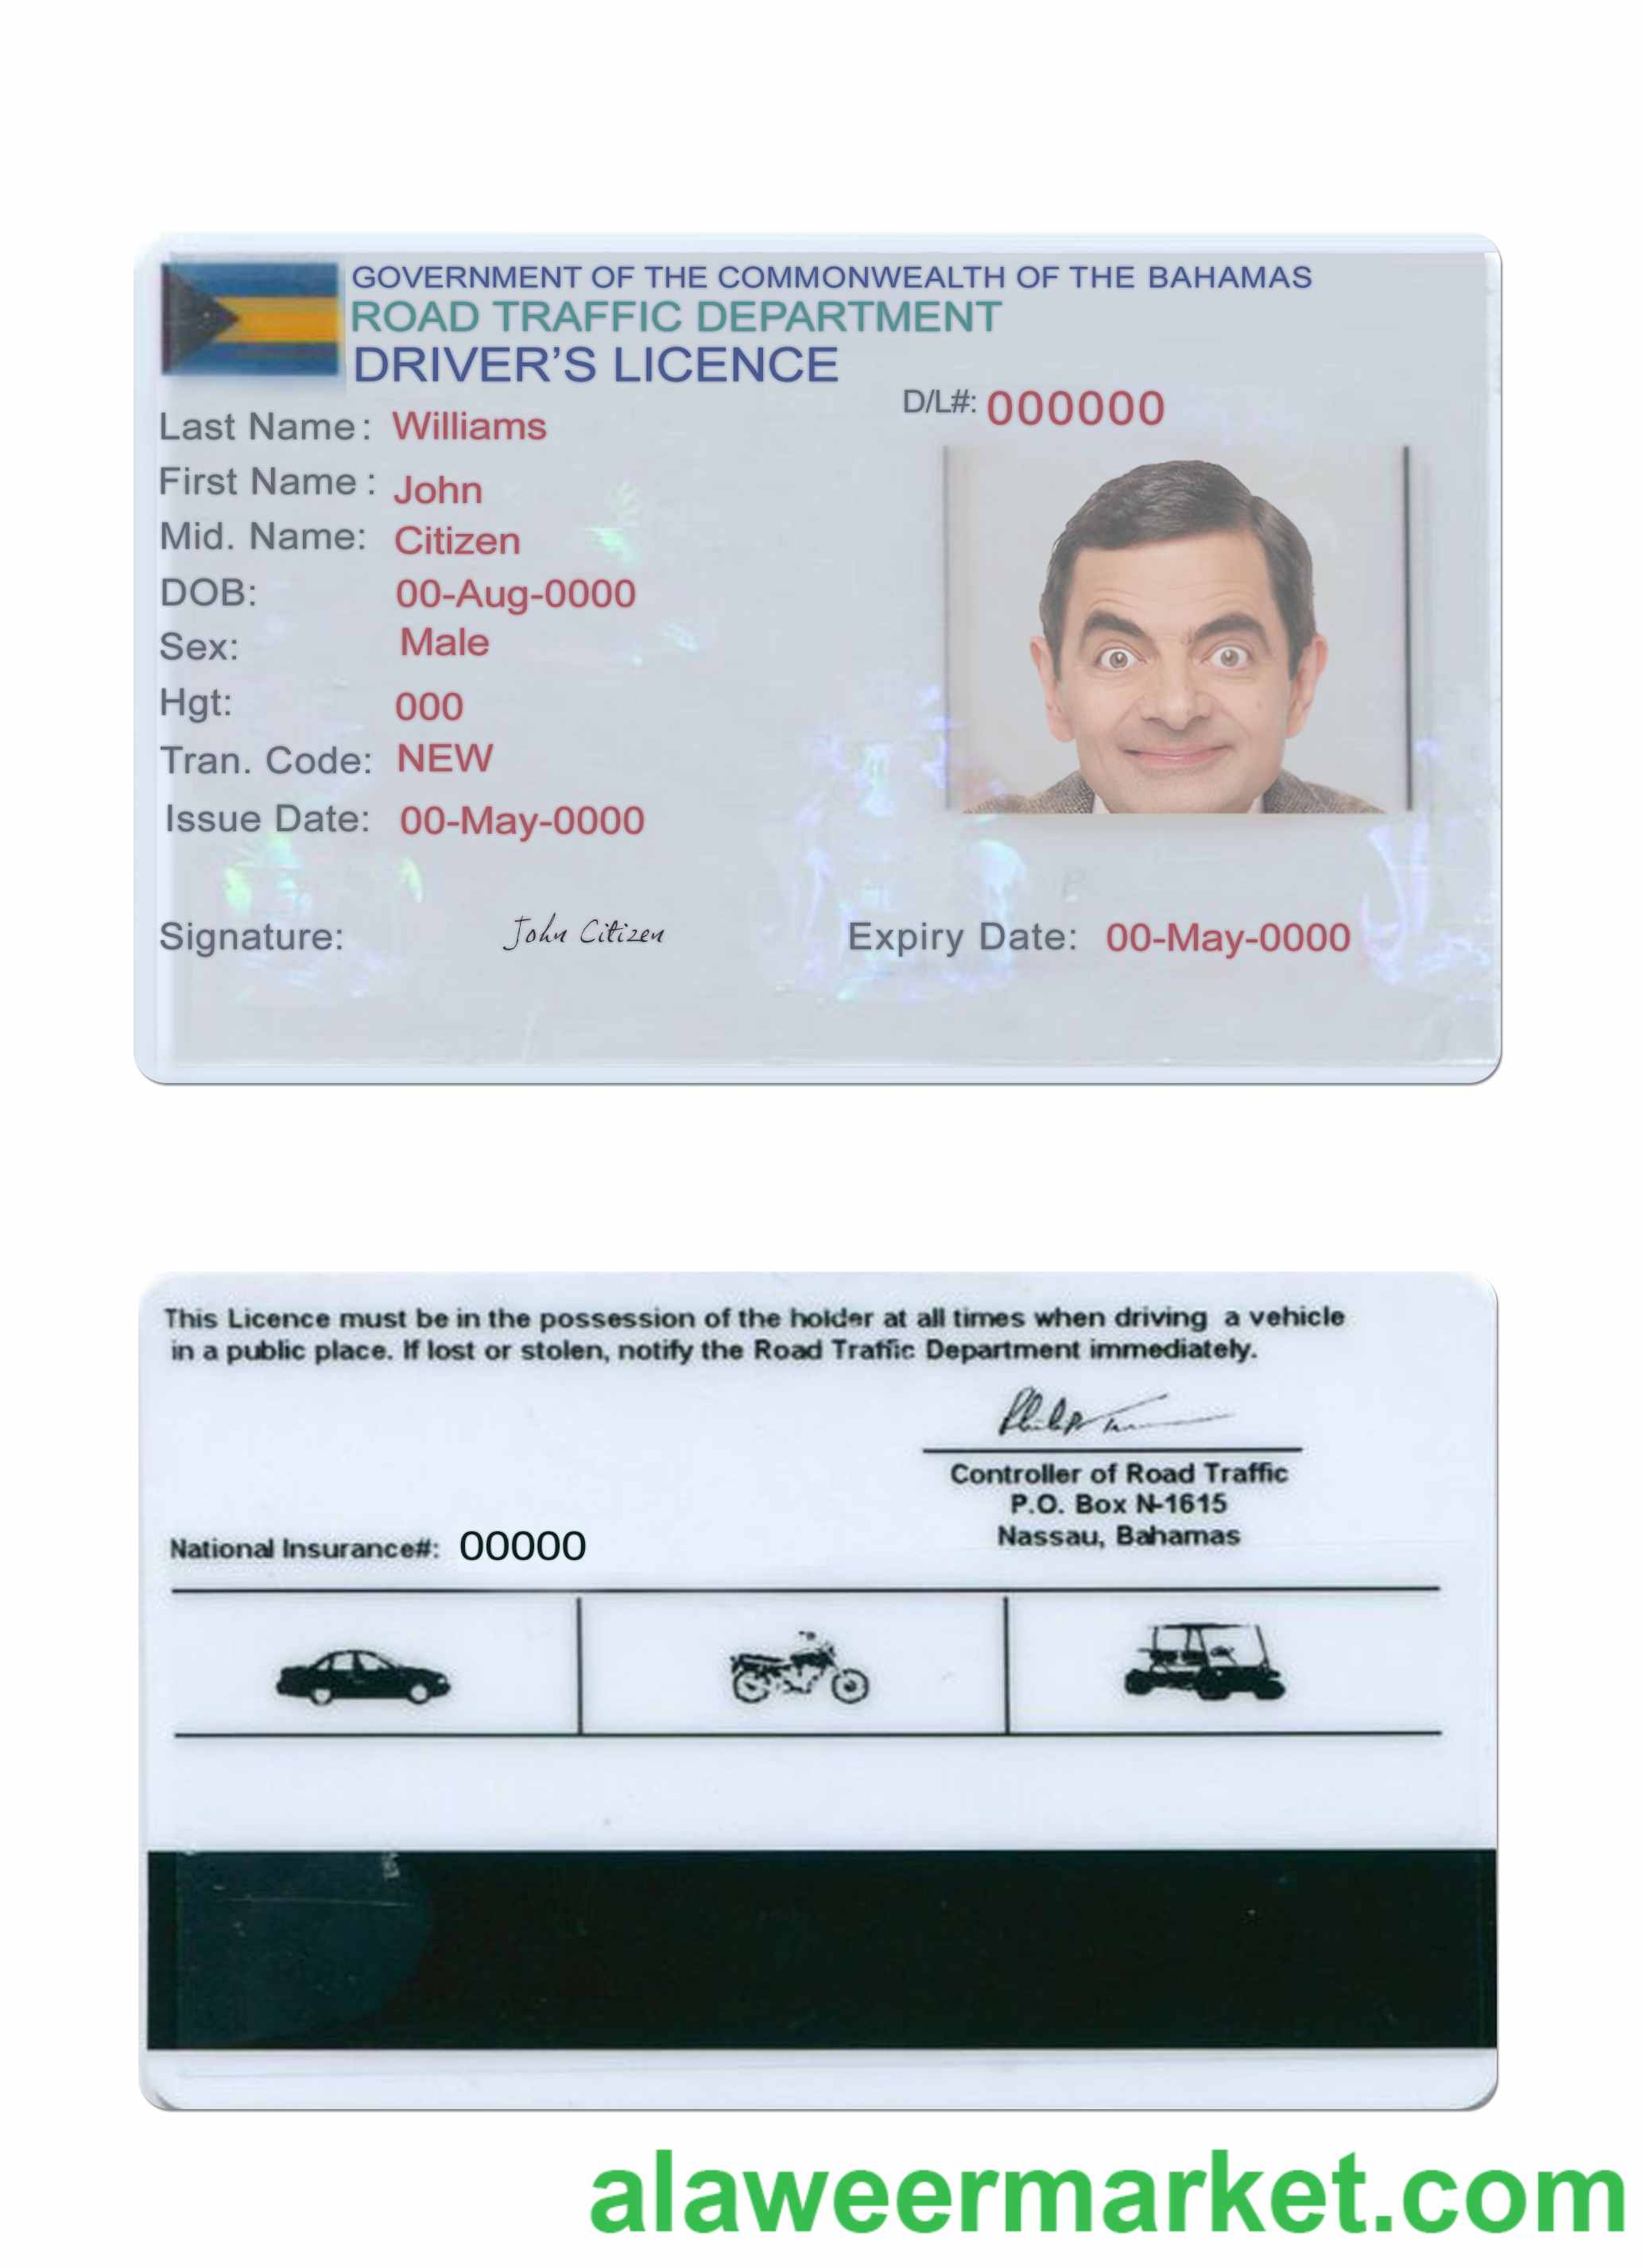 GOVERNMENT OF THE COMMONWEALTH OF THE BAHAMAS
ROAD TRAFFIC DEPARTMENT
DRIVER'S LICENCE
D/L#: 000000
Last Name: Williams
First Name: John
Mid. Name: Citizen
DOB: 00-Aug-0000
Sex: Male
Hgt: 000
Tran. Code: NEW
Issue Date: 00-May-0000
Signature: John Citizen Expiry Date: 00-May-0000
This Licence must be in the possession of the holder at all times when driving a vehicle
in a public place. If lost or stolen, notify the Road Traffic Department immediately.
Controller of Road Traffic
P.O. Box N-1615
Nassau, Bahamas
National Insurance#: 00000
alaweermarket.com